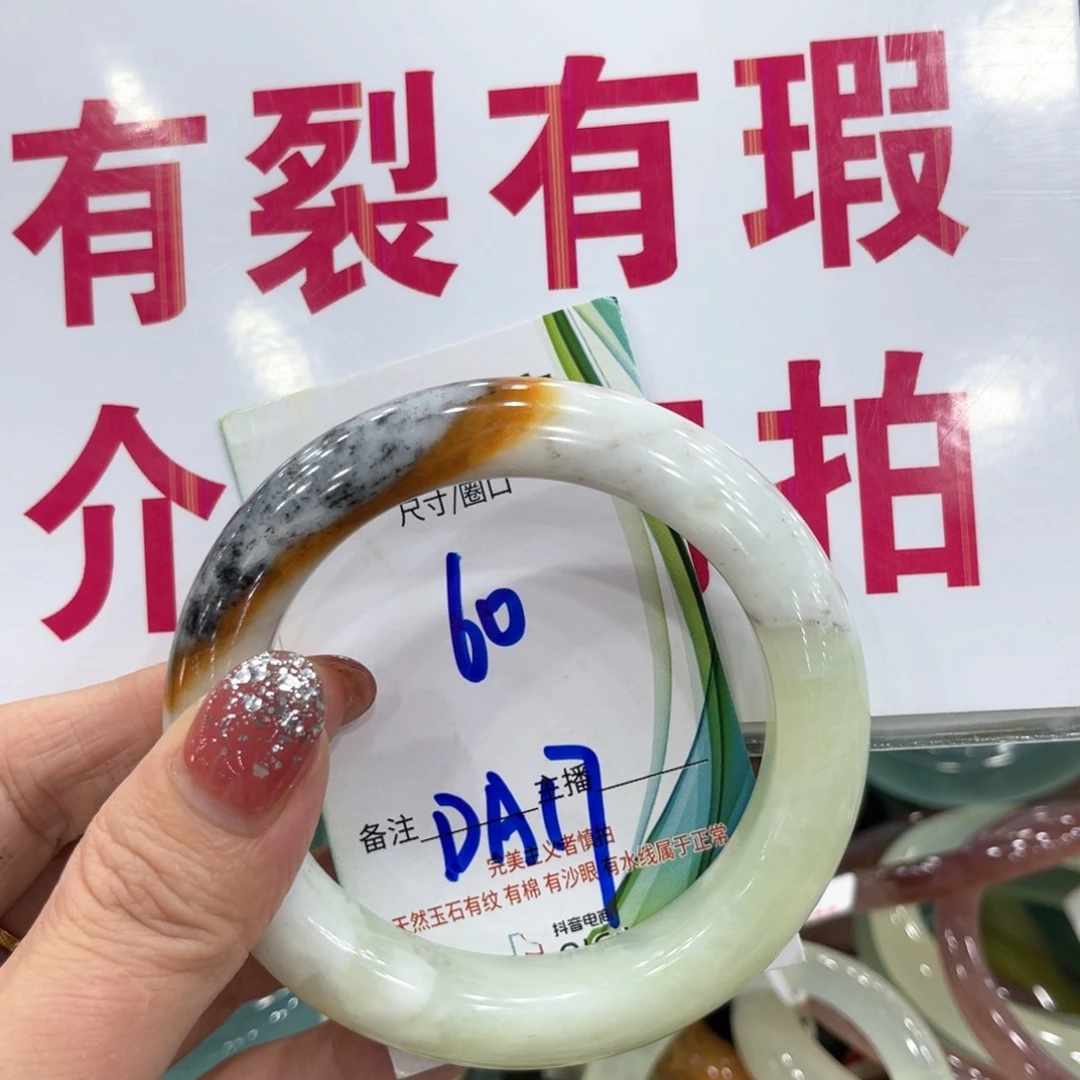 有裂有瑕
介 拍
尺寸/圈口
60
主播
备注 DA17
完美主义者慎拍
天然玉石有纹 有棉 有沙眼 有水线属于正常
抖音电商